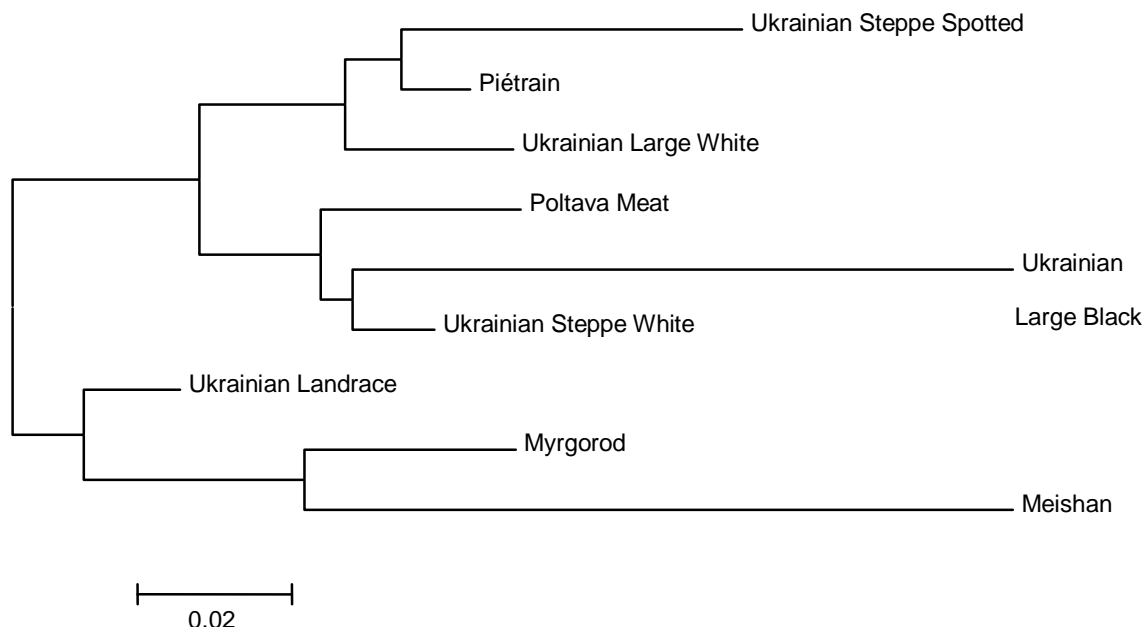 Ukrainian Steppe Spotted
Piétrain
Ukrainian Large White
Poltava Meat
Ukrainian
Large Black
Ukrainian Steppe White
Ukrainian Landrace
Myrgorod
Meishan
0.02